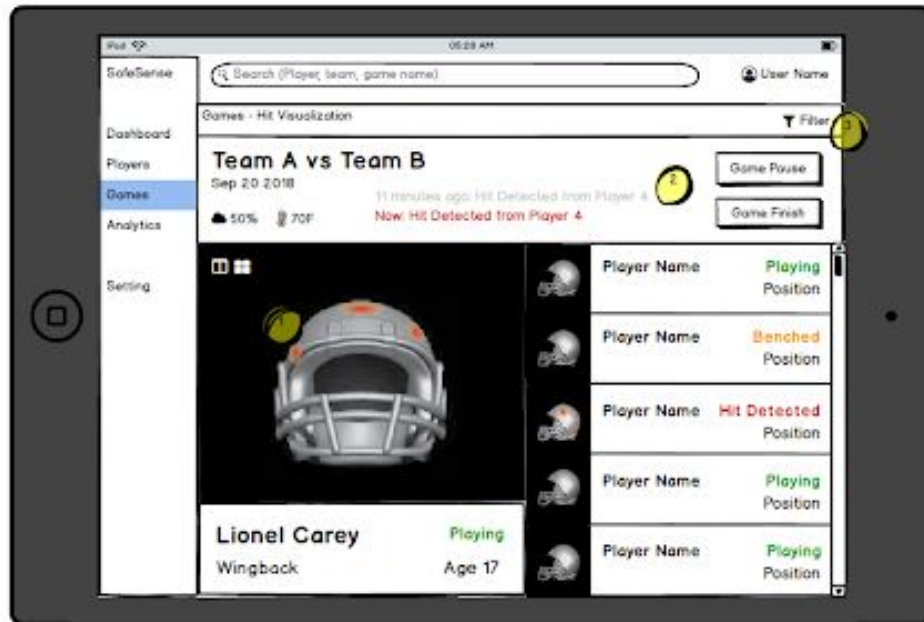 iPad 05:29 AM
SafeSense
Search (Player, team, game name)
User Name
Dashboard
Players
Games
Analytics
Setting
Games - Hit Visualization
Filter
3
Team A vs Team B
Sep 20 2018
50% 70F
11 minutes ago: Hit Detected from Player 4
Now: Hit Detected from Player 4
2
Game Pause
Game Finish
1
Lionel Carey Playing
Wingback Age 17
Player Name Playing
Position
Player Name Benched
Position
Player Name Hit Detected
Position
Player Name Playing
Position
Player Name Playing
Position